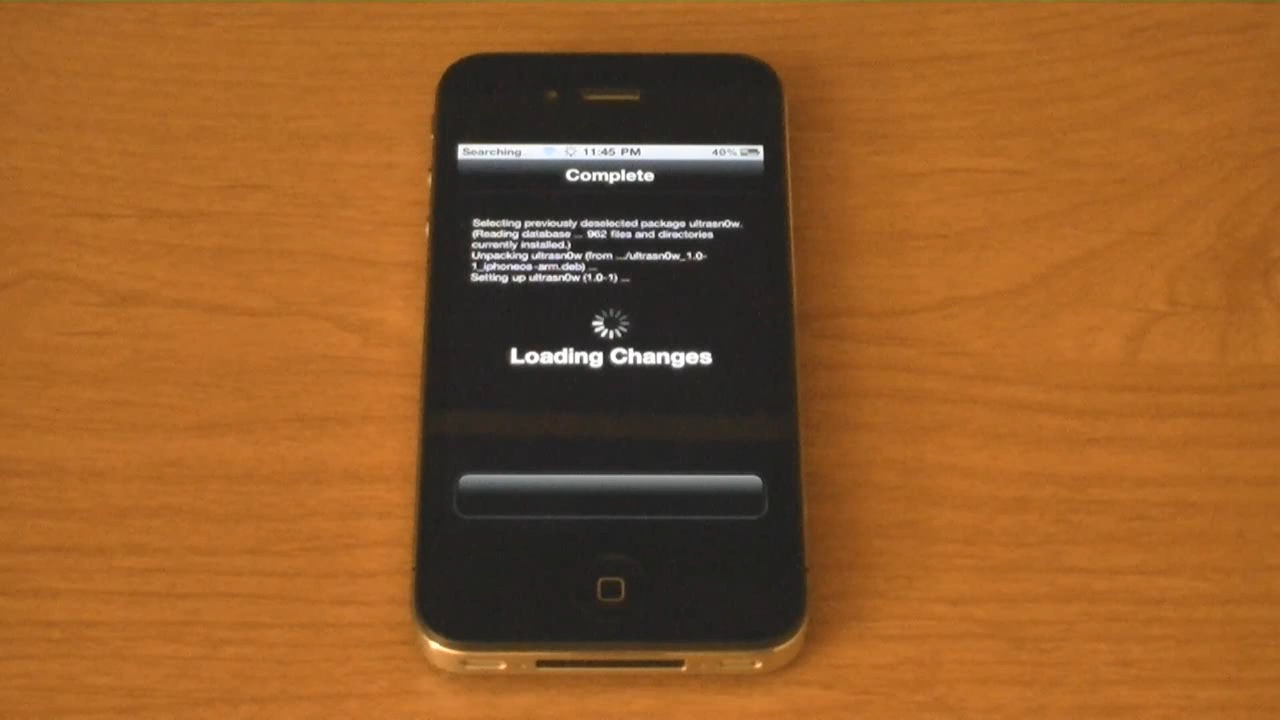 Searching... 11:45 PM 40%
Complete
Selecting previously deselected package ultrasn0w.
(Reading database ... 962 files and directories
currently installed.)
Unpacking ultrasn0w (from .../ultrasn0w_1.0-
1_iphoneos-arm.deb) ...
Setting up ultrasn0w (1.0-1) ...
Loading Changes